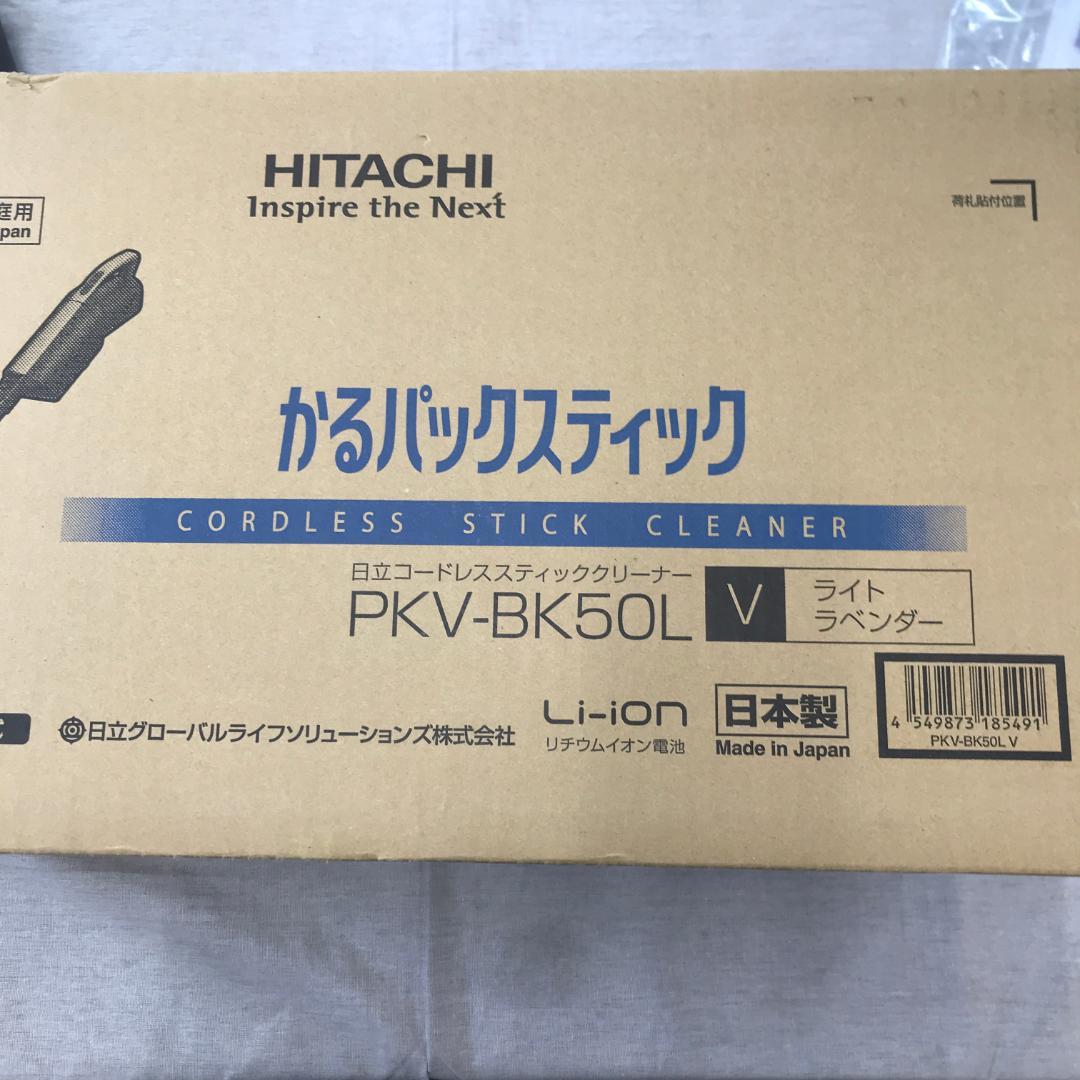 HITACHI
Inspire the Next
荷札貼付位置
庭用
pan
かるパックスティック
CORDLESS STICK CLEANER
日立コードレススティッククリーナー
PKV-BK50L V ライト
ラベンダー
日立グローバルライフソリューションズ株式会社
Li-ion
リチウムイオン電池
日本製
Made in Japan
4 549873 185491
PKV-BK50L V